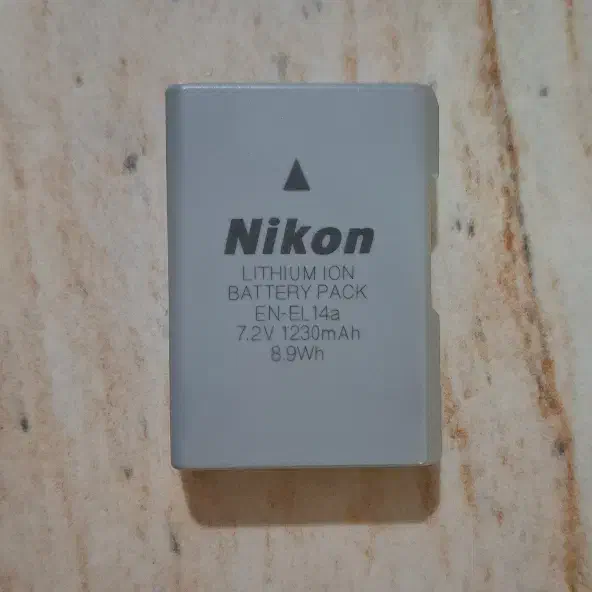 Nikon
LITHIUM ION
BATTERY PACK
EN-EL14a
7.2V 1230mAh
8.9Wh